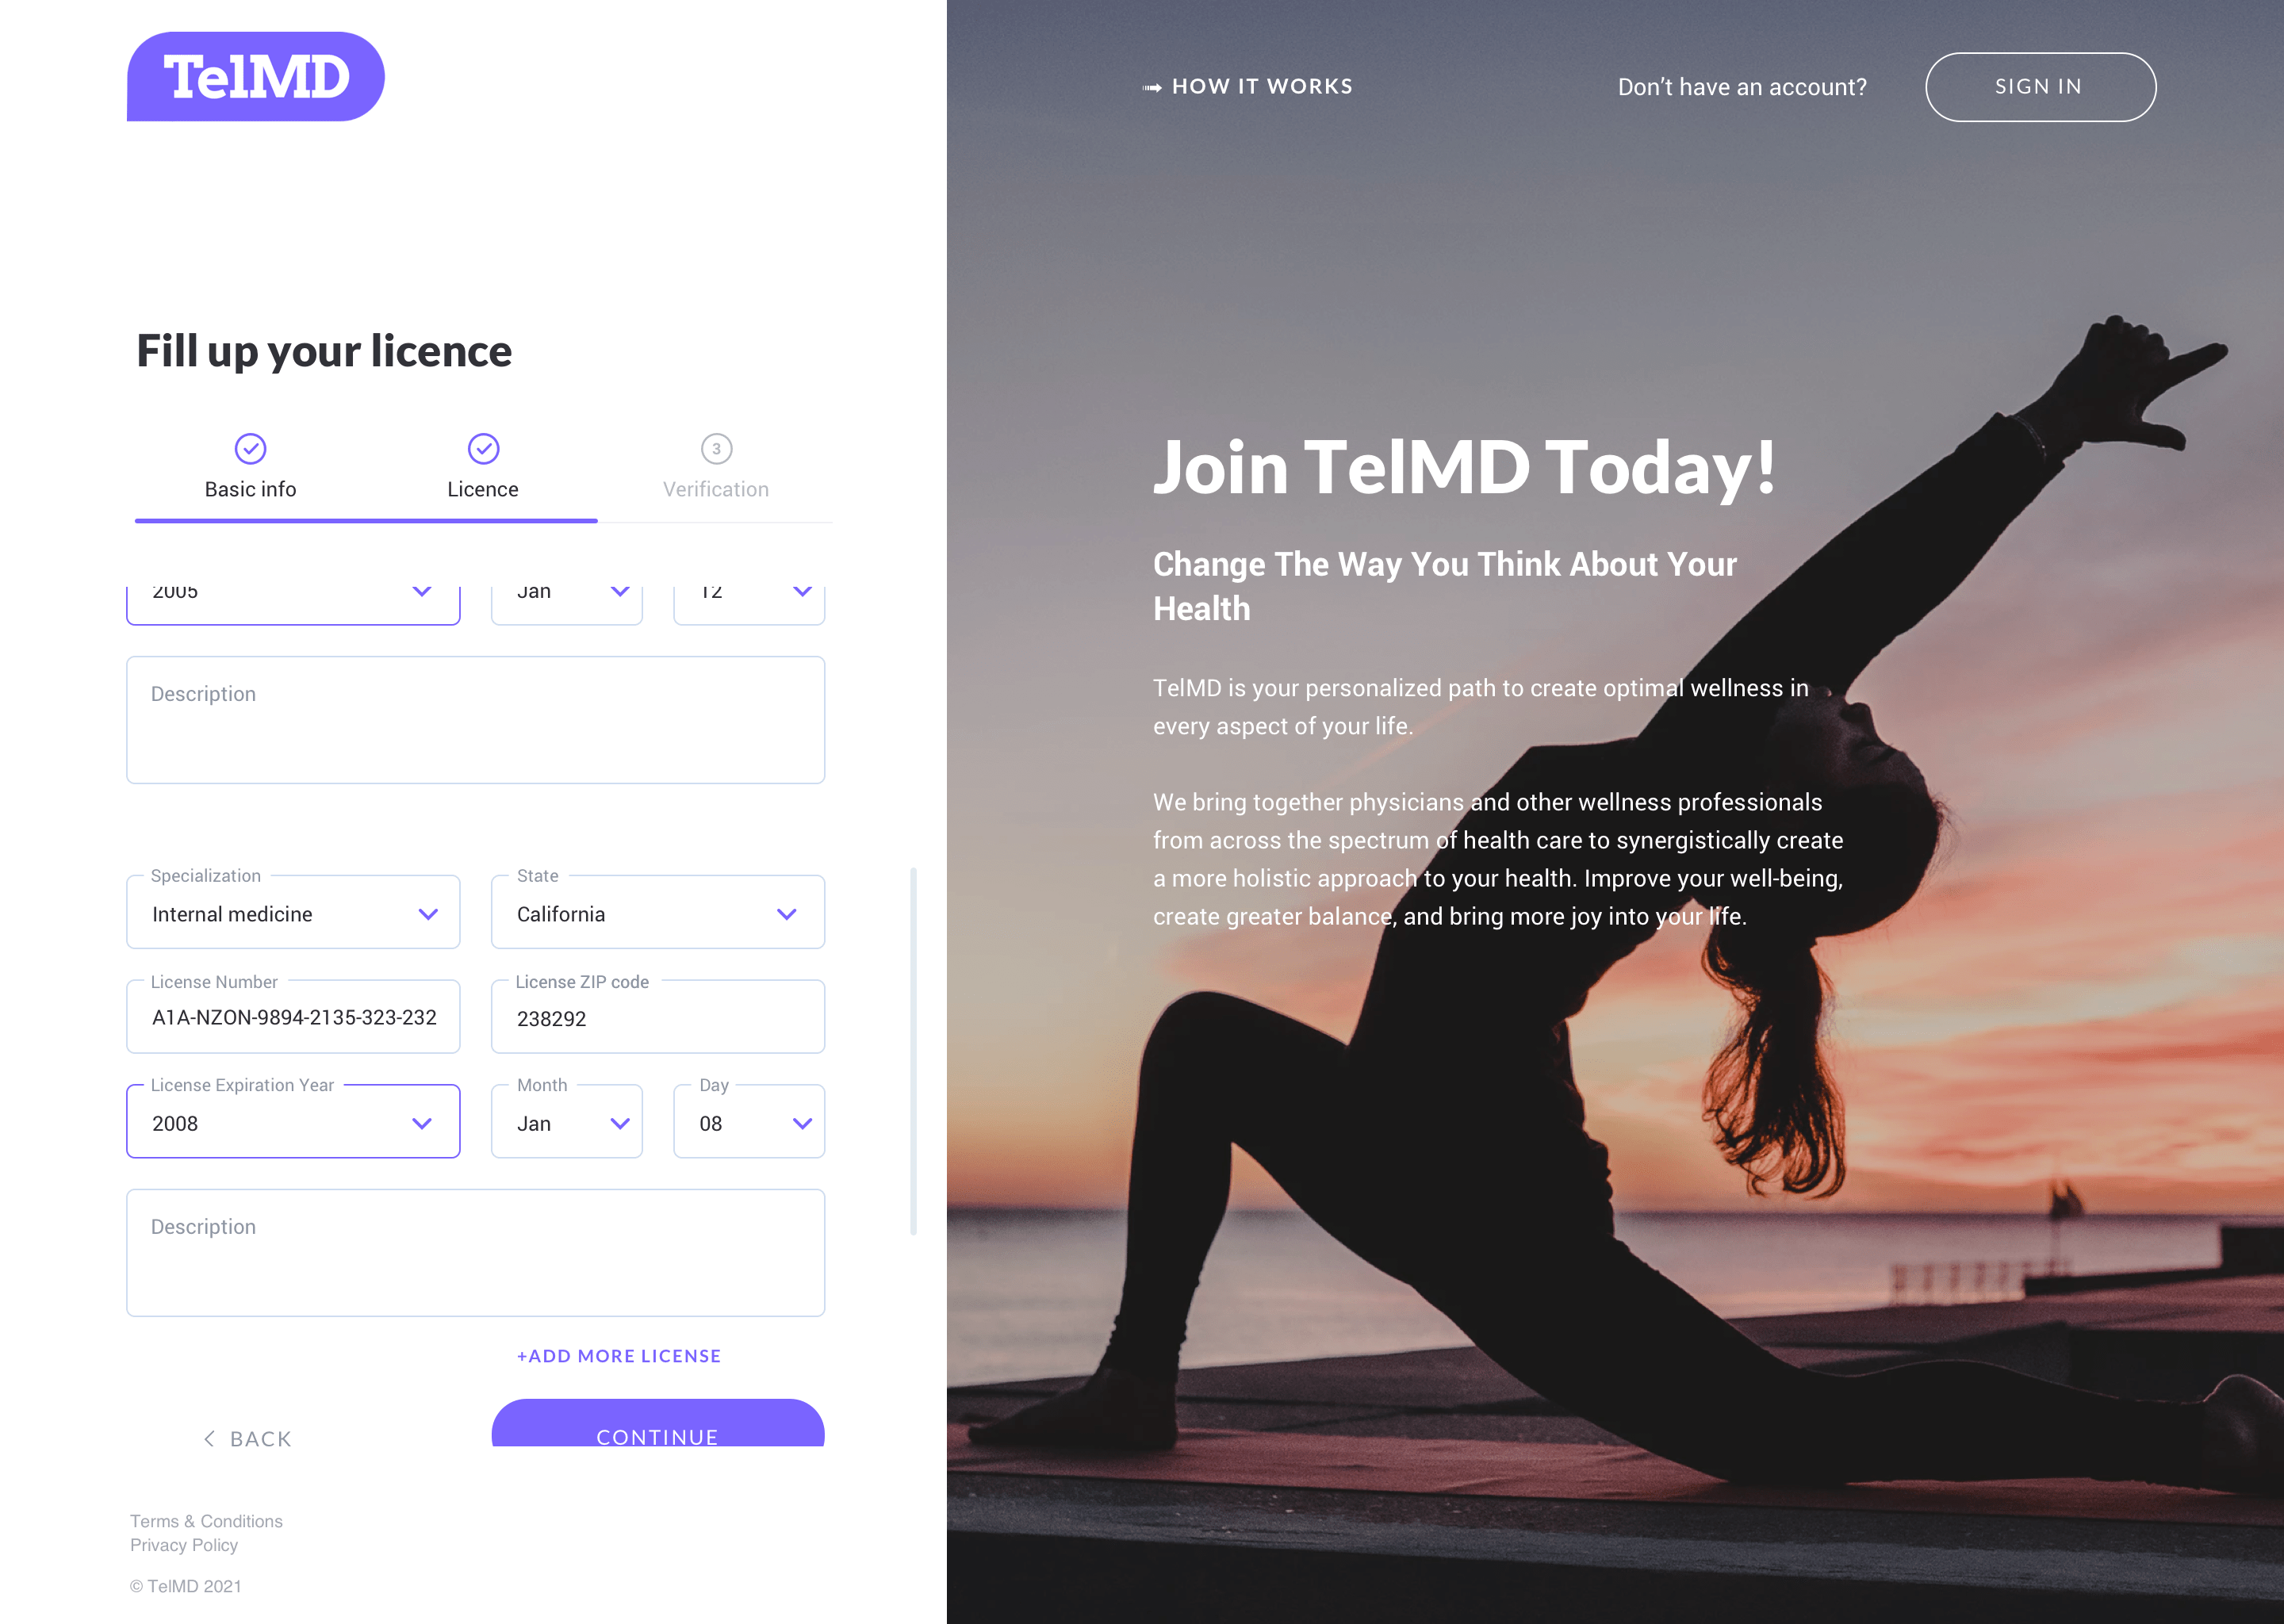 TelMD
HOW IT WORKS
Don't have an account?
SIGN IN
Fill up your licence
3
Basic info
Licence
Verification
2005
Jan
12
Description
Specialization
Internal medicine
State
California
License Number
A1A-NZON-9894-2135-323-232
License ZIP code
238292
License Expiration Year
2008
Month
Jan
Day
08
Description
+ADD MORE LICENSE
BACK
CONTINUE
Terms & Conditions
Privacy Policy
© TelMD 2021
Join TelMD Today!
Change The Way You Think About Your
Health
TelMD is your personalized path to create optimal wellness in
every aspect of your life.
We bring together physicians and other wellness professionals
from across the spectrum of health care to synergistically create
a more holistic approach to your health. Improve your well-being,
create greater balance, and bring more joy into your life.